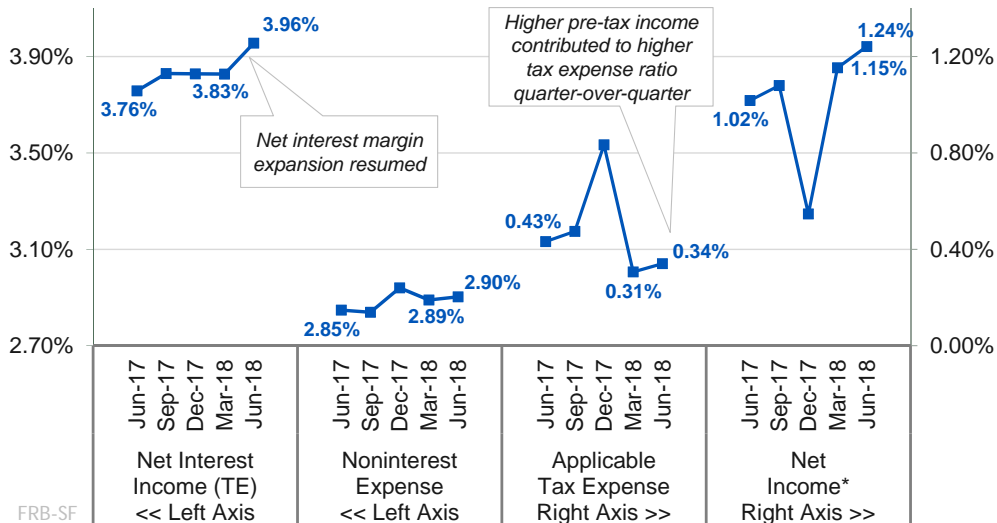 3.90%
3.50%
3.10%
2.70%
3.96%
3.83%
3.76%
Net interest margin
expansion resumed
2.85%
2.89%
2.90%
Higher pre-tax income
contributed to higher
tax expense ratio
quarter-over-quarter
0.43%
0.31%
0.34%
1.24%
1.15%
1.02%
1.20%
0.80%
0.40%
0.00%
Jun-17
Sep-17
Dec-17
Mar-18
Jun-18
Jun-17
Sep-17
Dec-17
Mar-18
Jun-18
Jun-17
Sep-17
Dec-17
Mar-18
Jun-18
Jun-17
Sep-17
Dec-17
Mar-18
Jun-18
Net Interest
Income (TE)
<< Left Axis
Noninterest
Expense
<< Left Axis
Applicable
Tax Expense
Right Axis >>
Net
Income*
Right Axis >>
FRB-SF